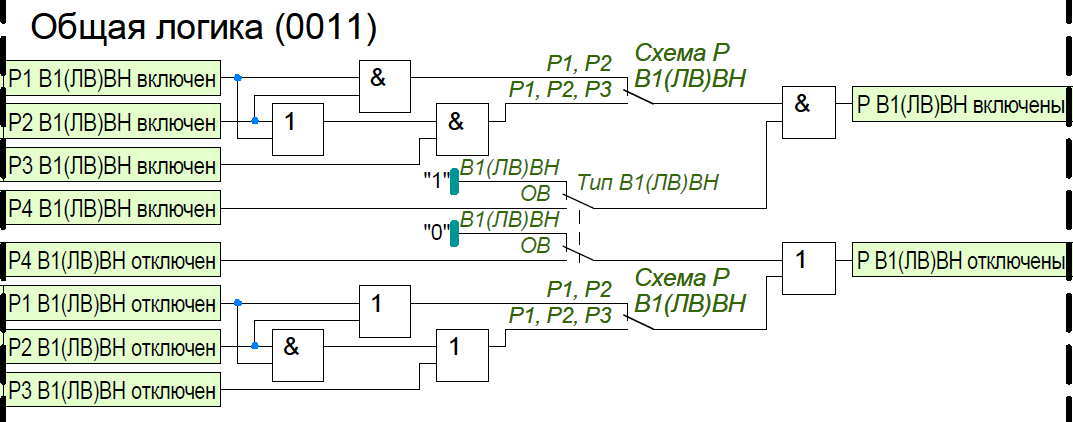 Общая логика (0011)
P1 В1(ЛВ)ВН включен
P2 В1(ЛВ)ВН включен
P3 В1(ЛВ)ВН включен
P4 В1(ЛВ)ВН включен
P4 В1(ЛВ)ВН отключен
P1 В1(ЛВ)ВН отключен
P2 В1(ЛВ)ВН отключен
P3 В1(ЛВ)ВН отключен
&
1
&
P1, P2
P1, P2, P3
Схема Р
В1(ЛВ)ВН
&
Р В1(ЛВ)ВН включены
"1"
В1(ЛВ)ВН
ОВ
Тип В1(ЛВ)ВН
"0"
В1(ЛВ)ВН
ОВ
1
Р В1(ЛВ)ВН отключены
1
&
1
P1, P2
P1, P2, P3
Схема Р
В1(ЛВ)ВН